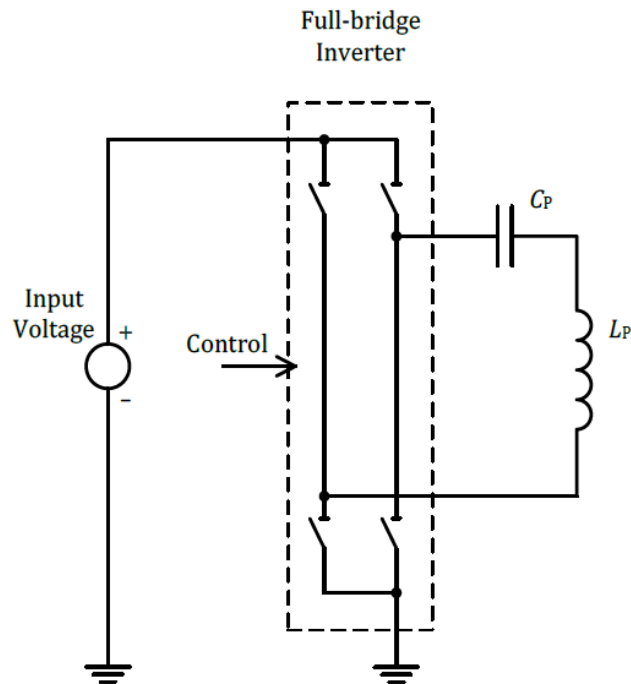 Full-bridge
Inverter
CP
Input
Voltage
+
-
Control
LP